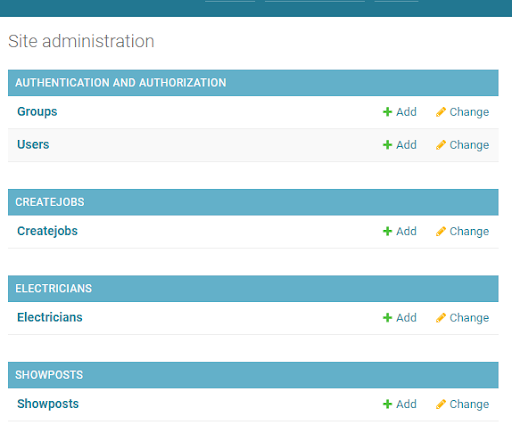 Site administration
AUTHENTICATION AND AUTHORIZATION
Groups Add Change
Users Add Change
CREATEJOBS
Createjobs Add Change
ELECTRICIANS
Electricians Add Change
SHOWPOSTS
Showposts Add Change